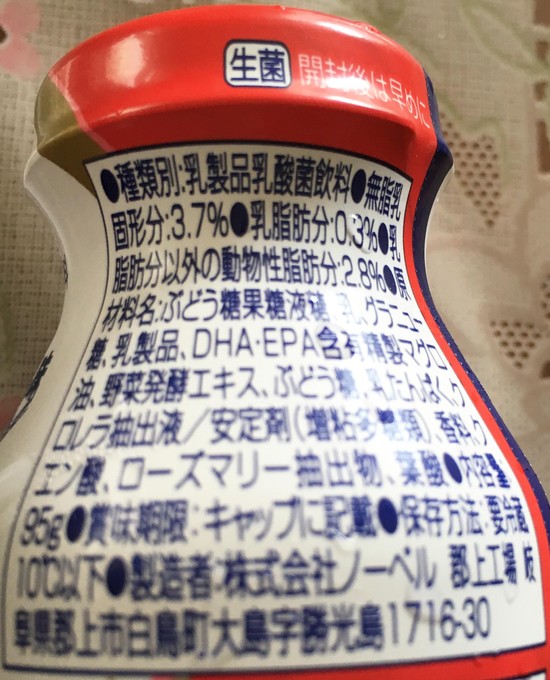 生菌 開封後は早めに
●種類別:乳製品乳酸菌飲料●無脂乳
固形分:3.7%●乳脂肪分:0.3%●乳
脂肪分以外の動物性脂肪分:2.8%●原
材料名:ぶどう糖果糖液糖、乳、グラニュー
糖、乳製品、DHA・EPA含有精製マグロ
油、野菜発酵エキス、ぶどう糖、乳たんぱく、ク
ロレラ抽出液/安定剤(増粘多糖類)、香料、ク
エン酸、ローズマリー抽出物、葉酸●内容量
95g●賞味期限:キャップに記載●保存方法:要冷蔵
10℃以下●製造者:株式会社ノーベル 郡上工場 岐
阜県郡上市白鳥町大島字勝光島1716-30